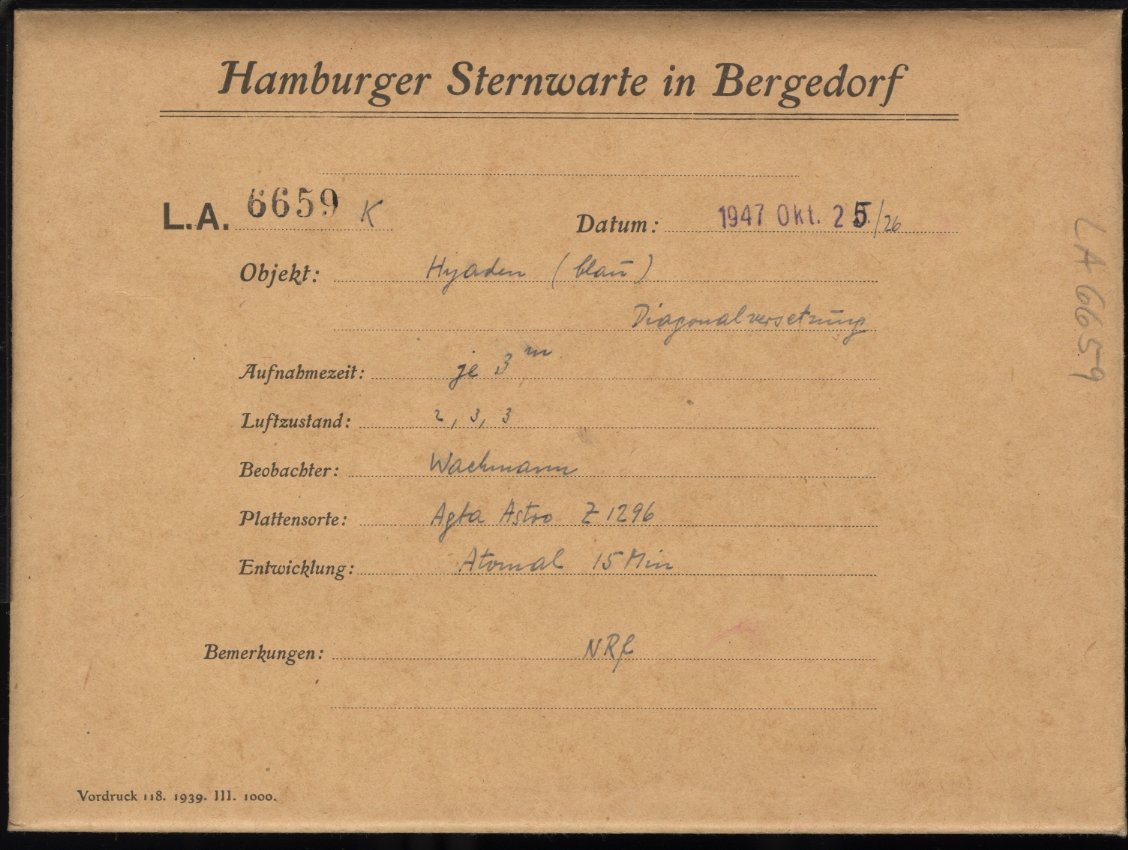 Hamburger Sternwarte in Bergedorf
L.A. 6659 K
Datum: 1947 Okt. 25./26
Objekt: Hyaden (blau)
Diagonalversetzung
Aufnahmezeit: je 3 m
Luftzustand: 2, 3, 3
Beobachter: Wachmann
Plattensorte: Agfa Astro Z 1296
Entwicklung: Atomal 15 Min
Bemerkungen:
Vordruck 118. 1939. III. 1000.
LA 6659